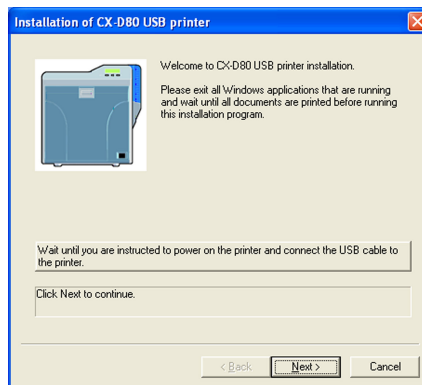 Installation of CX-D80 USB printer
Welcome to CX-D80 USB printer installation.
Please exit all Windows applications that are running
and wait until all documents are printed before running
this installation program.
Wait until you are instructed to power on the printer and connect the USB cable to
the printer.
Click Next to continue.
< Back
Next >
Cancel